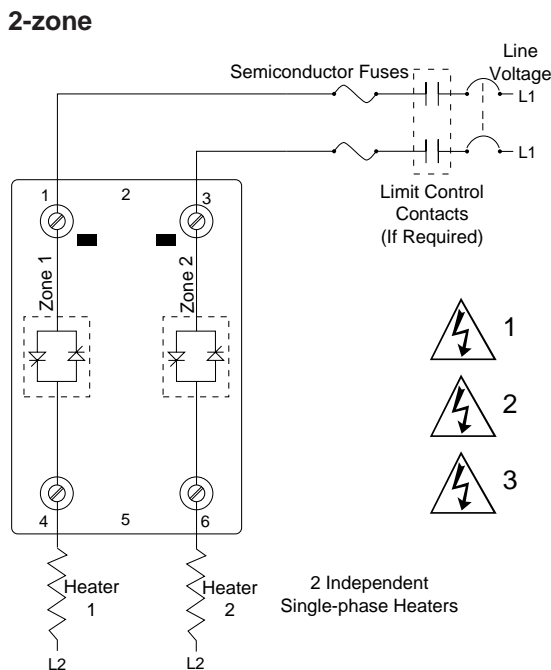 2-zone
Line
Voltage
Semiconductor Fuses
L1
L1
Limit Control
Contacts
(If Required)
1
2
3
Zone 1
Zone 2
1
2
3
4
5
6
Heater
1
Heater
2
2 Independent
Single-phase Heaters
L2
L2